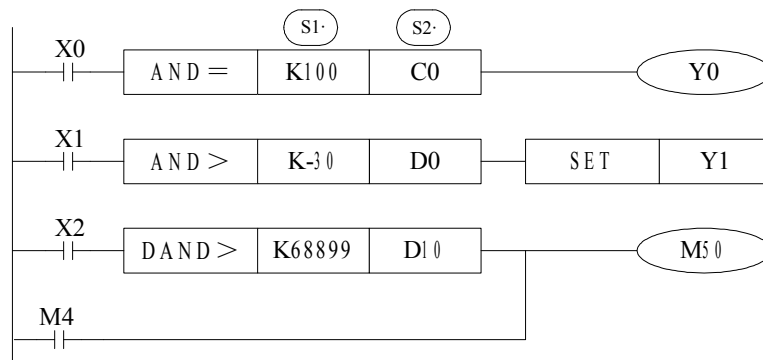 S1· S2·
X0 AND= K100 C0 Y0
X1 AND> K-30 D0 SET Y1
X2 DAND> K68899 D10 M50
M4